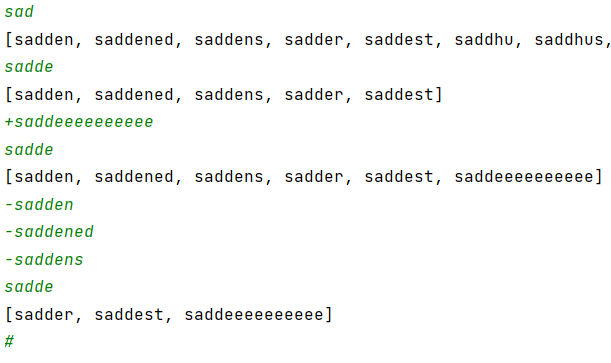 sad
[sadden, saddened, saddens, sadder, saddest, saddhu, saddhus,
sadde
[sadden, saddened, saddens, sadder, saddest]
+saddeeeeeeeeee
sadde
[sadden, saddened, saddens, sadder, saddest, saddeeeeeeeeee]
-sadden
-saddened
-saddens
sadde
[sadder, saddest, saddeeeeeeeeee]
#